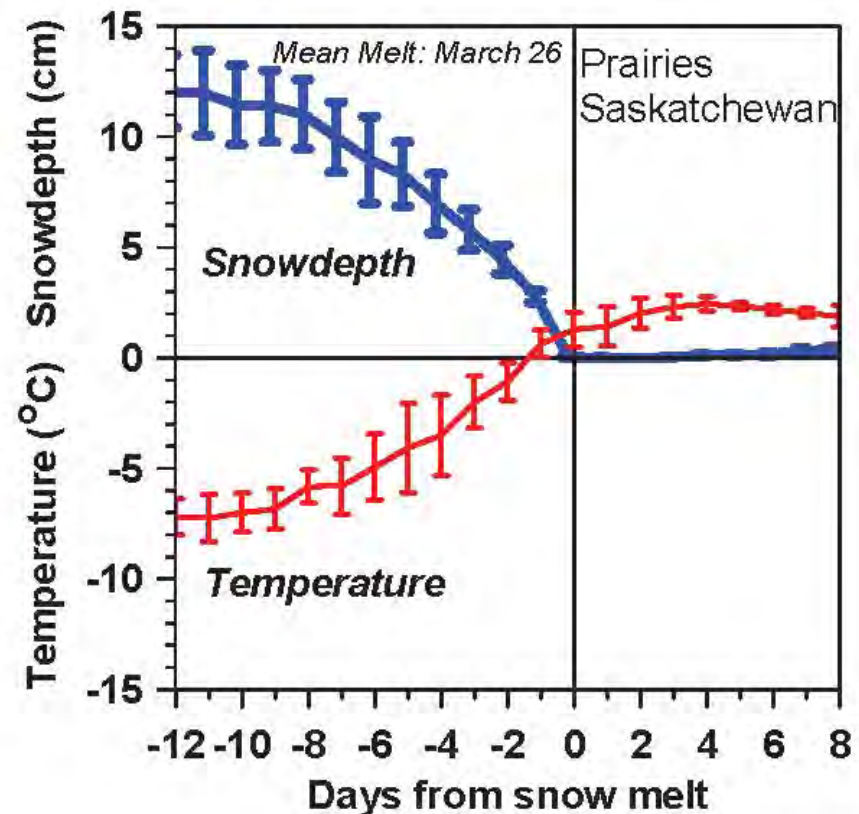 Mean Melt: March 26
Prairies
Saskatchewan
Snowdepth (cm)
Temperature (°C)
15
10
5
0
-5
-10
-15
Snowdepth
Temperature
-12 -10 -8 -6 -4 -2 0 2 4 6 8
Days from snow melt